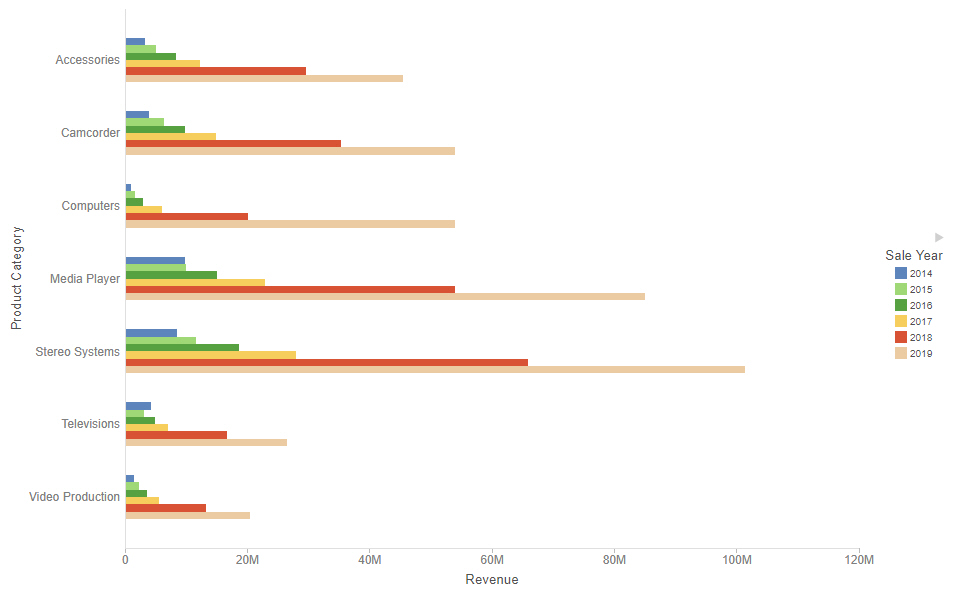 Product Category
Accessories
Camcorder
Computers
Media Player
Stereo Systems
Televisions
Video Production
0 20M 40M 60M 80M 100M 120M
Revenue
Sale Year
2014
2015
2016
2017
2018
2019